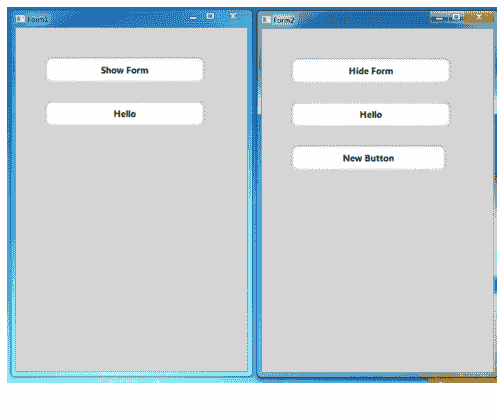 Form1
Show Form
Hello
Form2
Hide Form
Hello
New Button